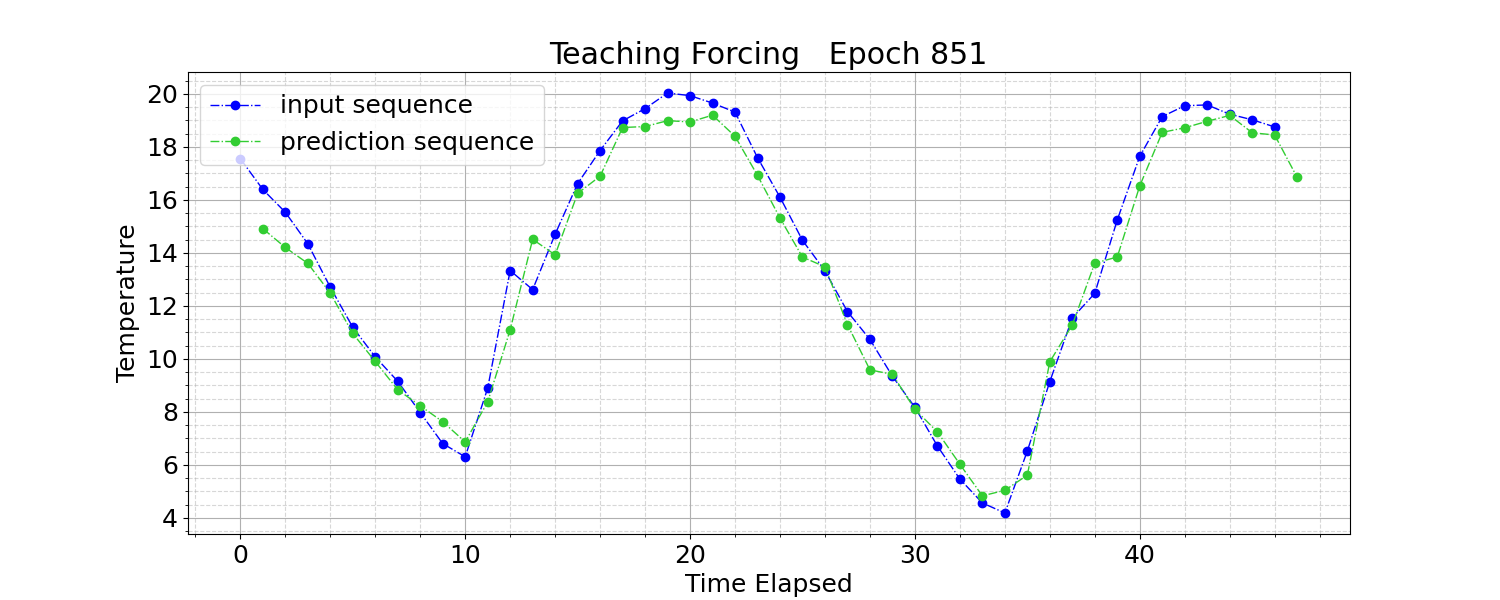 Teaching Forcing   Epoch 851
input sequence
prediction sequence
Temperature
20
18
16
14
12
10
8
6
4
0 10 20 30 40
Time Elapsed